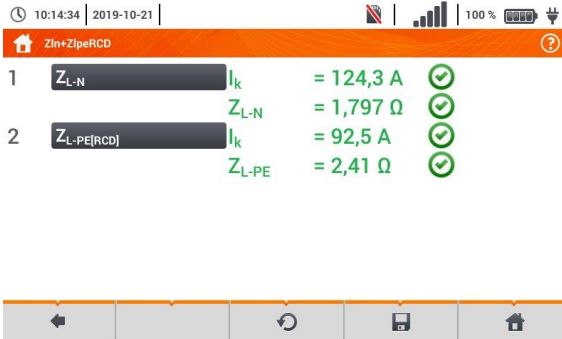 10:14:34 2019-10-21 100 %
Zln+ZlpeRCD ?
1 ZL-N Ik = 124,3 A
ZL-N = 1,797 Ω
2 ZL-PE[RCD] Ik = 92,5 A
ZL-PE = 2,41 Ω